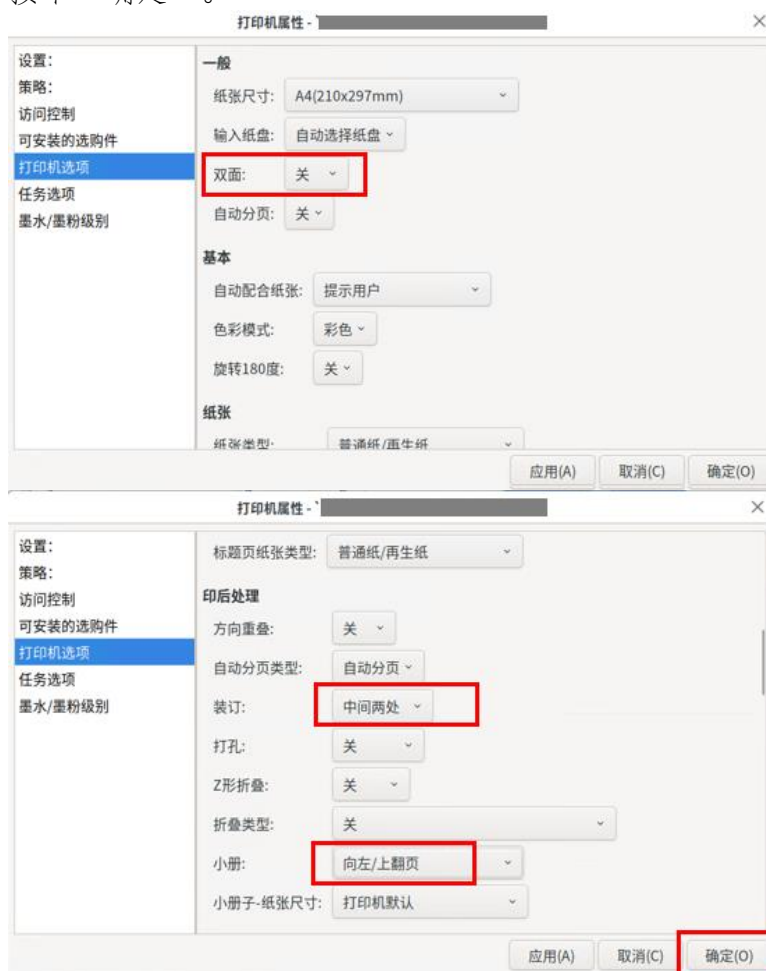 打印机属性 - `
设置：
策略：
访问控制
可安装的选购件
打印机选项
任务选项
墨水/墨粉级别
一般
纸张尺寸: A4(210x297mm)
输入纸盘: 自动选择纸盘
双面: 关
自动分页: 关
基本
自动配合纸张: 提示用户
色彩模式: 彩色
旋转180度: 关
纸张
纸张类型: 普通纸/再生纸
应用(A) 取消(C) 确定(O)
打印机属性 - `
设置：
策略：
访问控制
可安装的选购件
打印机选项
任务选项
墨水/墨粉级别
标题页纸张类型: 普通纸/再生纸
印后处理
方向重叠: 关
自动分页类型: 自动分页
装订: 中间两处
打孔: 关
Z形折叠: 关
折叠类型: 关
小册: 向左/上翻页
小册子-纸张尺寸: 打印机默认
应用(A) 取消(C) 确定(O)